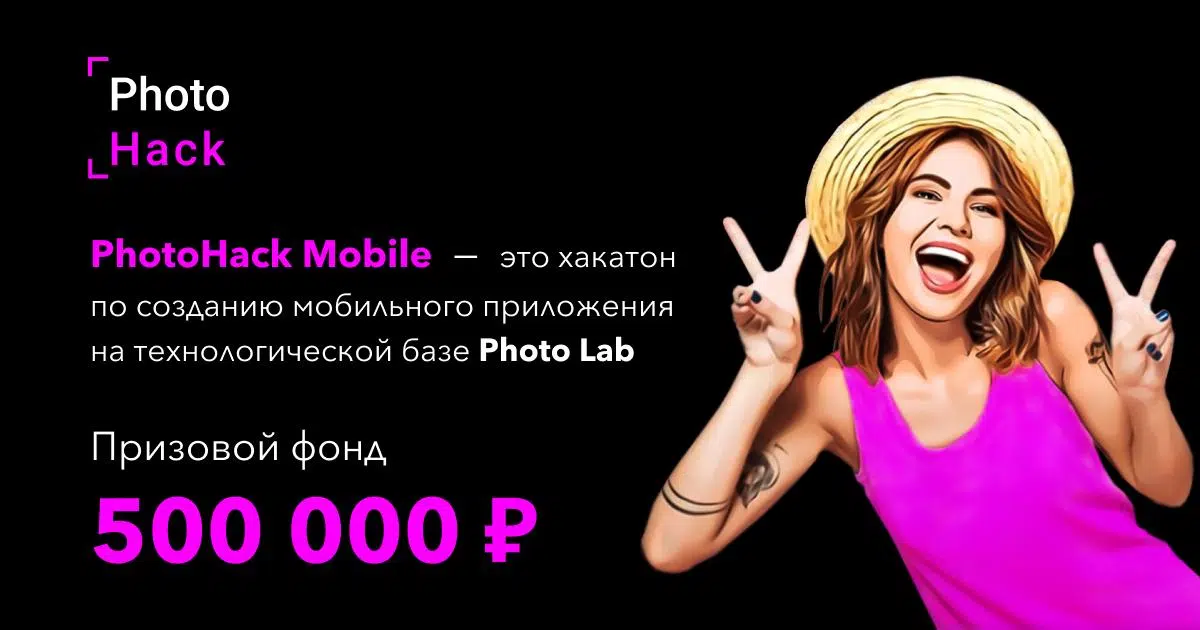 Photo
Hack
PhotoHack Mobile — это хакатон
по созданию мобильного приложения
на технологической базе Photo Lab
Призовой фонд
500 000 ₽